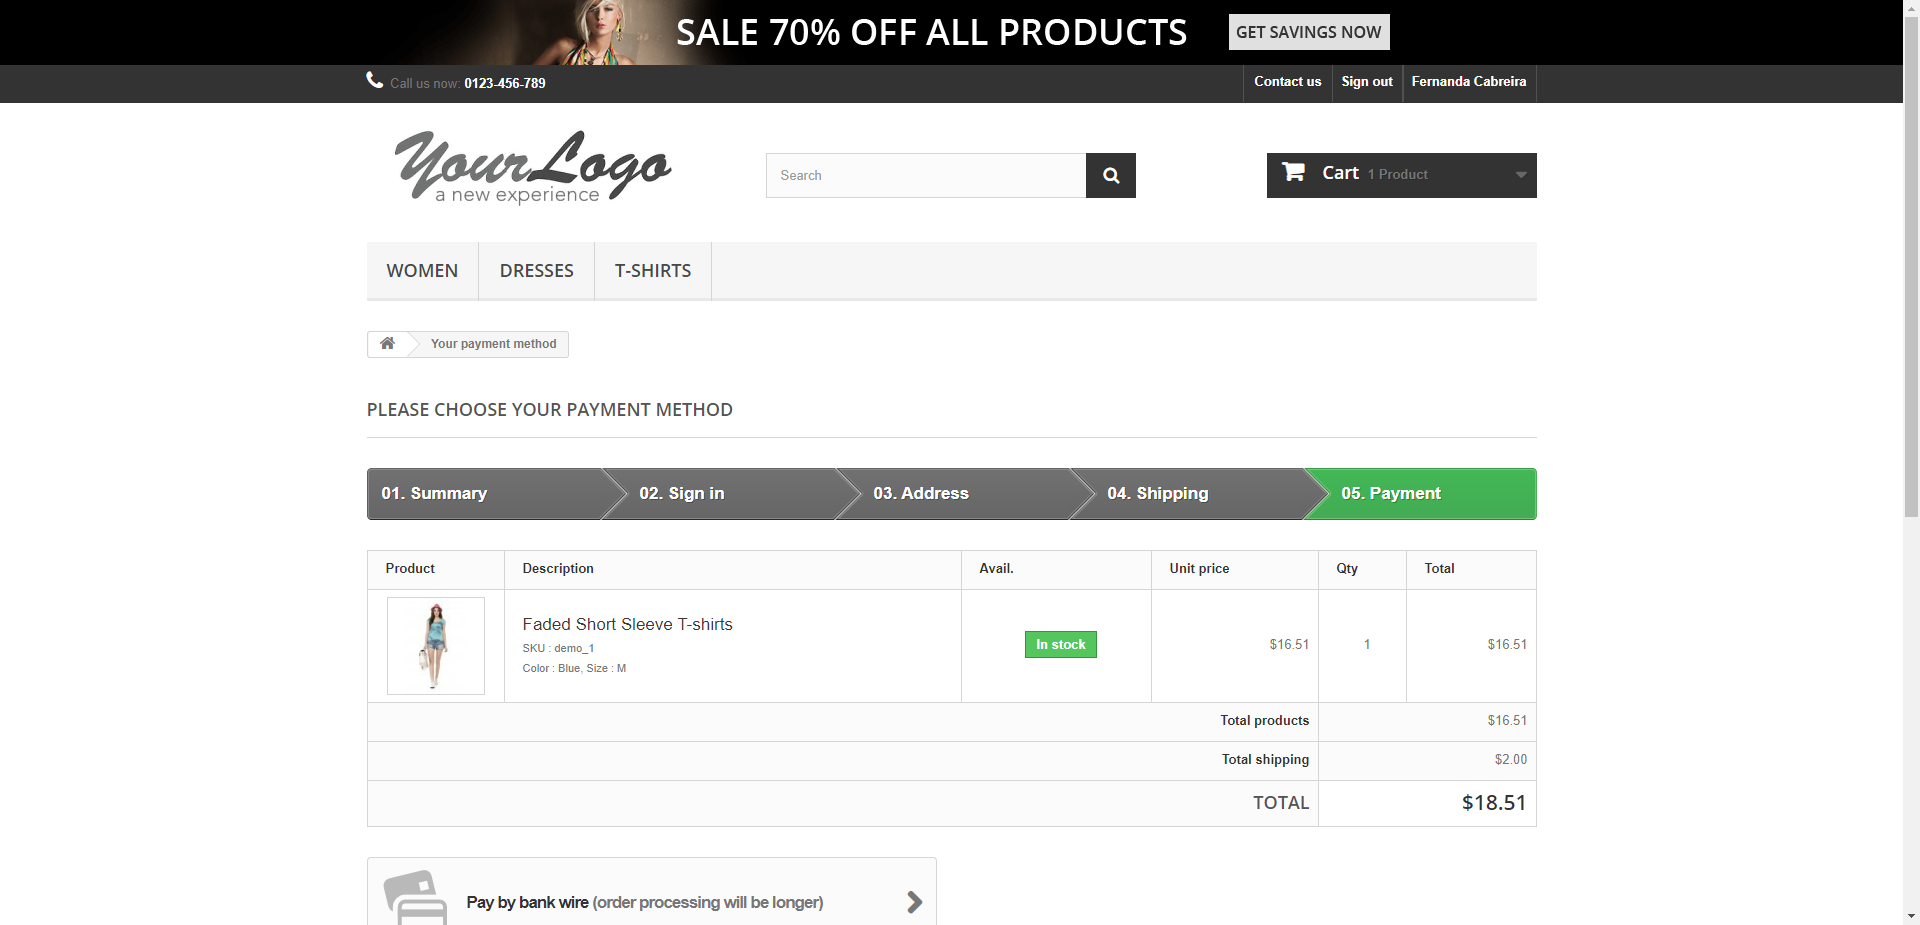 SALE 70% OFF ALL PRODUCTS GET SAVINGS NOW
Call us now: 0123-456-789 Contact us Sign out Fernanda Cabreira
YourLogo
a new experience
Search
Cart 1 Product
WOMEN DRESSES T-SHIRTS
Your payment method
PLEASE CHOOSE YOUR PAYMENT METHOD
01. Summary 02. Sign in 03. Address 04. Shipping 05. Payment
Product Description Avail. Unit price Qty Total
Faded Short Sleeve T-shirts
SKU : demo_1
Color : Blue, Size : M
In stock $16.51 1 $16.51
Total products $16.51
Total shipping $2.00
TOTAL $18.51
Pay by bank wire (order processing will be longer)